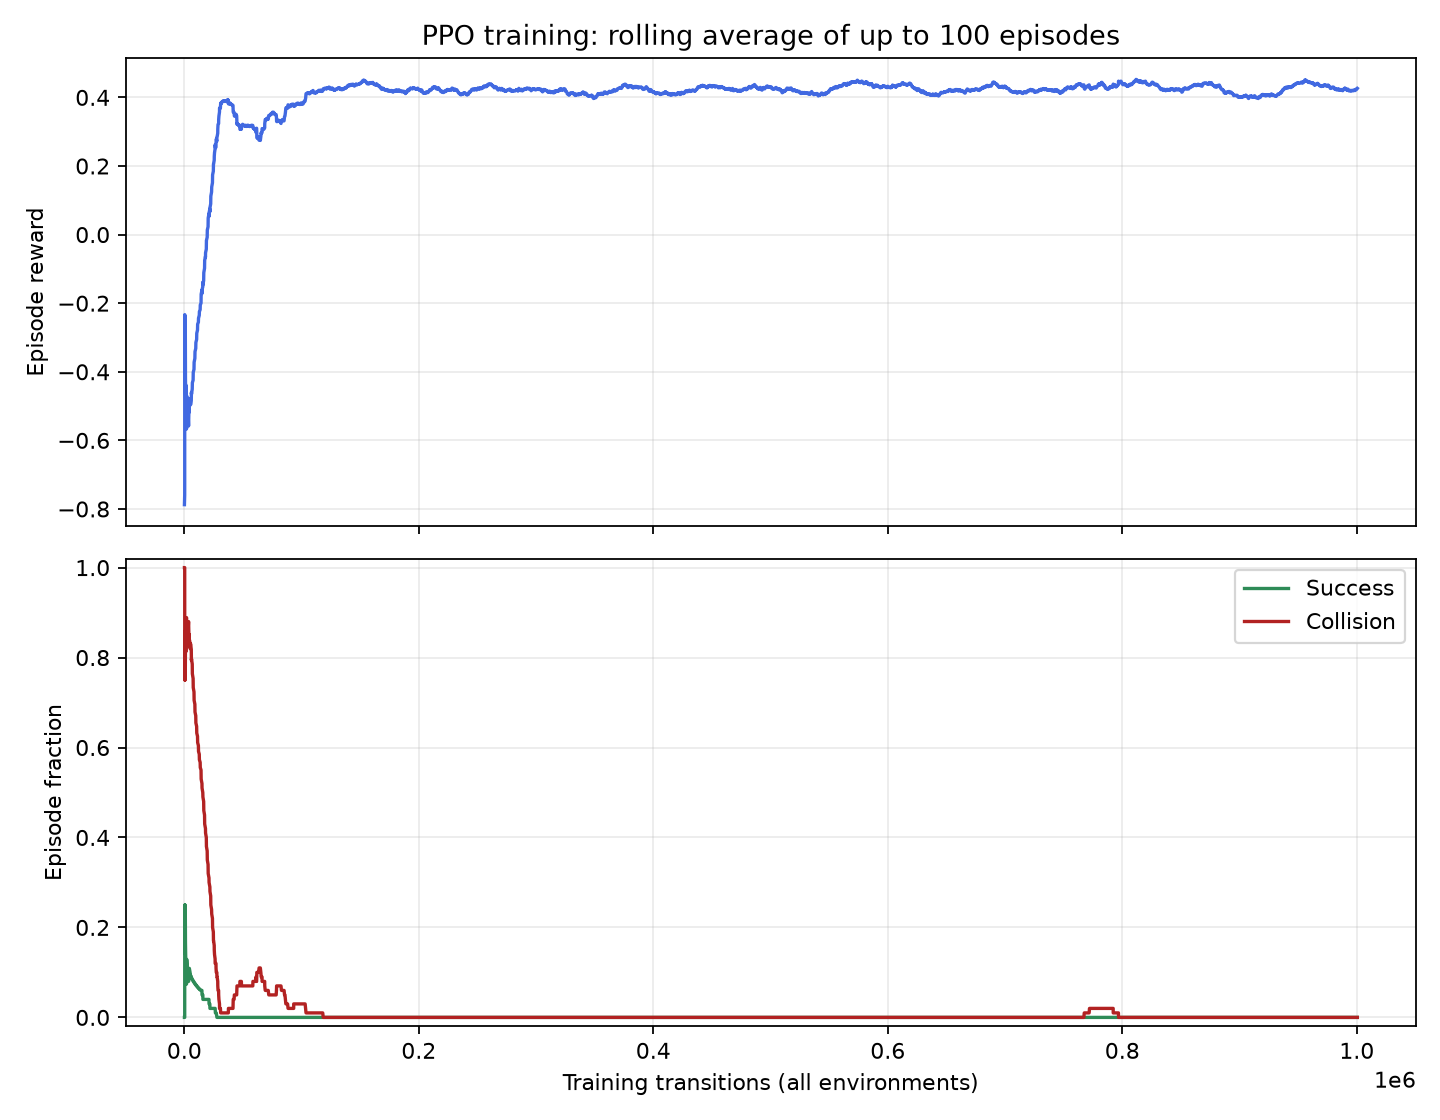 PPO training: rolling average of up to 100 episodes
Episode reward
0.4
0.2
0.0
−0.2
−0.4
−0.6
−0.8
Episode fraction
1.0
0.8
0.6
0.4
0.2
0.0
Success
Collision
0.0 0.2 0.4 0.6 0.8 1.0
1e6
Training transitions (all environments)